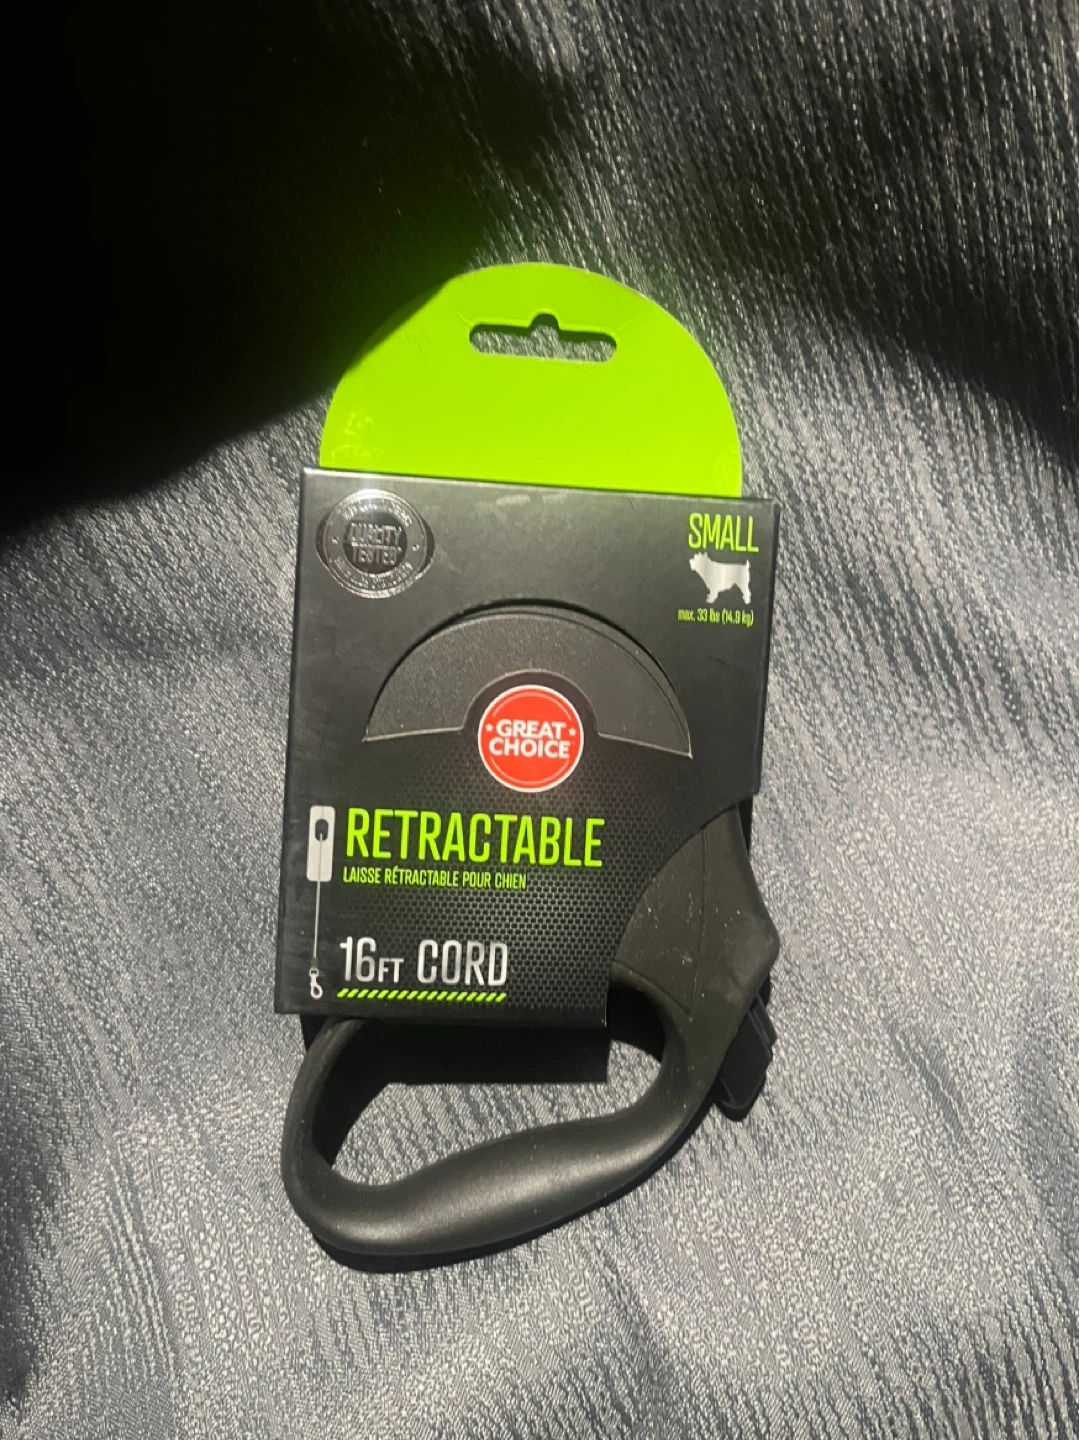 QUALITY
TESTED
SMALL
max. 33 lbs (14.9 kg)
GREAT
CHOICE
RETRACTABLE
LAISSE RÉTRACTABLE POUR CHIEN
16FT CORD